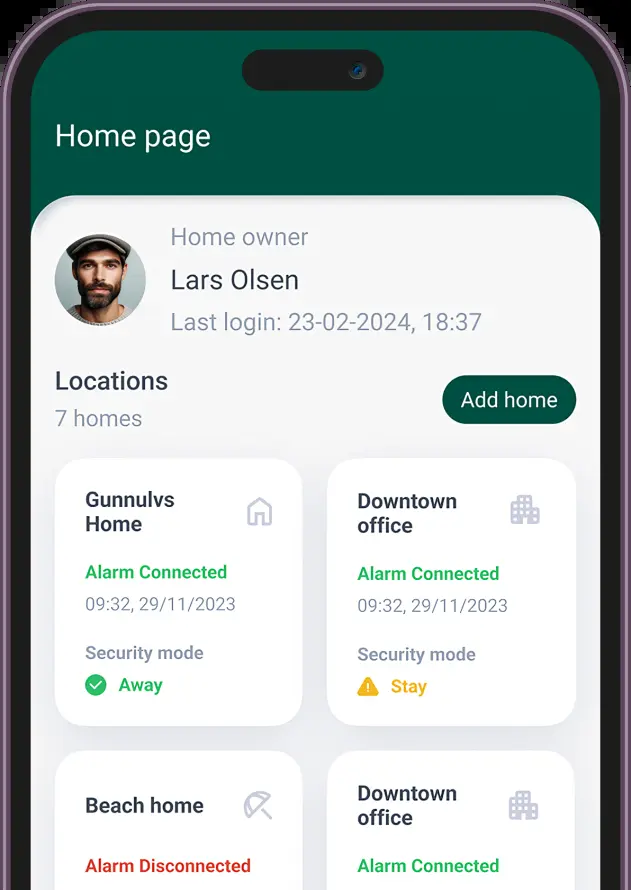 Home page
Home owner
Lars Olsen
Last login: 23-02-2024, 18:37
Locations
7 homes
Add home
Gunnulvs
Home
Alarm Connected
09:32, 29/11/2023
Security mode
Away
Downtown
office
Alarm Connected
09:32, 29/11/2023
Security mode
Stay
Beach home
Alarm Disconnected
Downtown
office
Alarm Connected